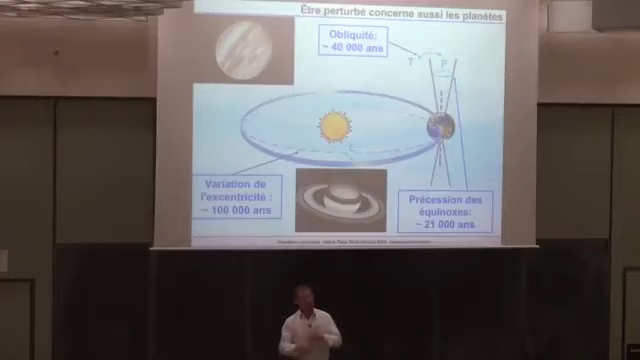 Être perturbé concerne aussi les planètes
Obliquité:
~ 40 000 ans
T
P
Variation de
l'excentricité :
~ 100 000 ans
Précession des
équinoxes:
~ 21 000 ans